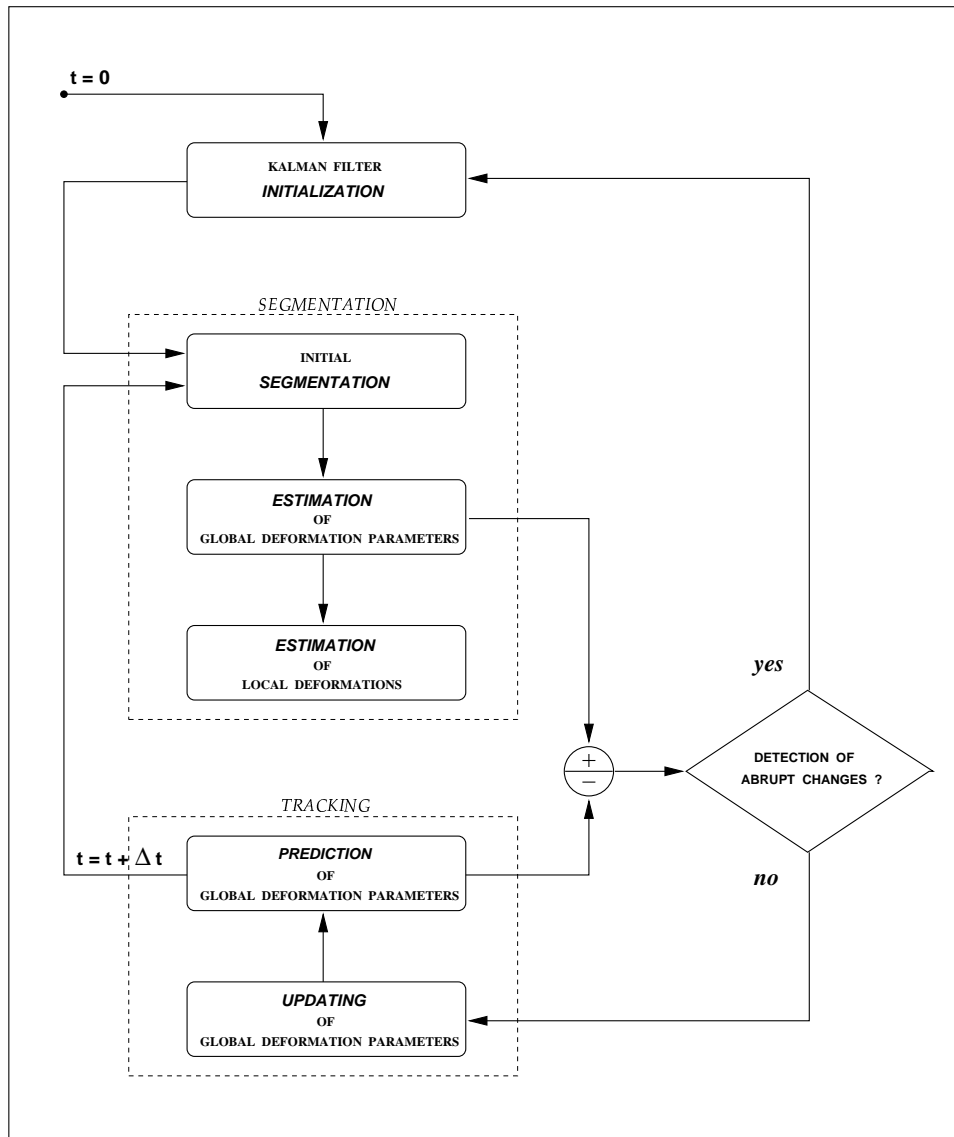 t = 0
KALMAN FILTER
INITIALIZATION
SEGMENTATION
INITIAL
SEGMENTATION
ESTIMATION
OF
GLOBAL DEFORMATION PARAMETERS
ESTIMATION
OF
LOCAL DEFORMATIONS
yes
+
−
DETECTION OF
ABRUPT CHANGES ?
no
TRACKING
t = t + Δ t
PREDICTION
OF
GLOBAL DEFORMATION PARAMETERS
UPDATING
OF
GLOBAL DEFORMATION PARAMETERS